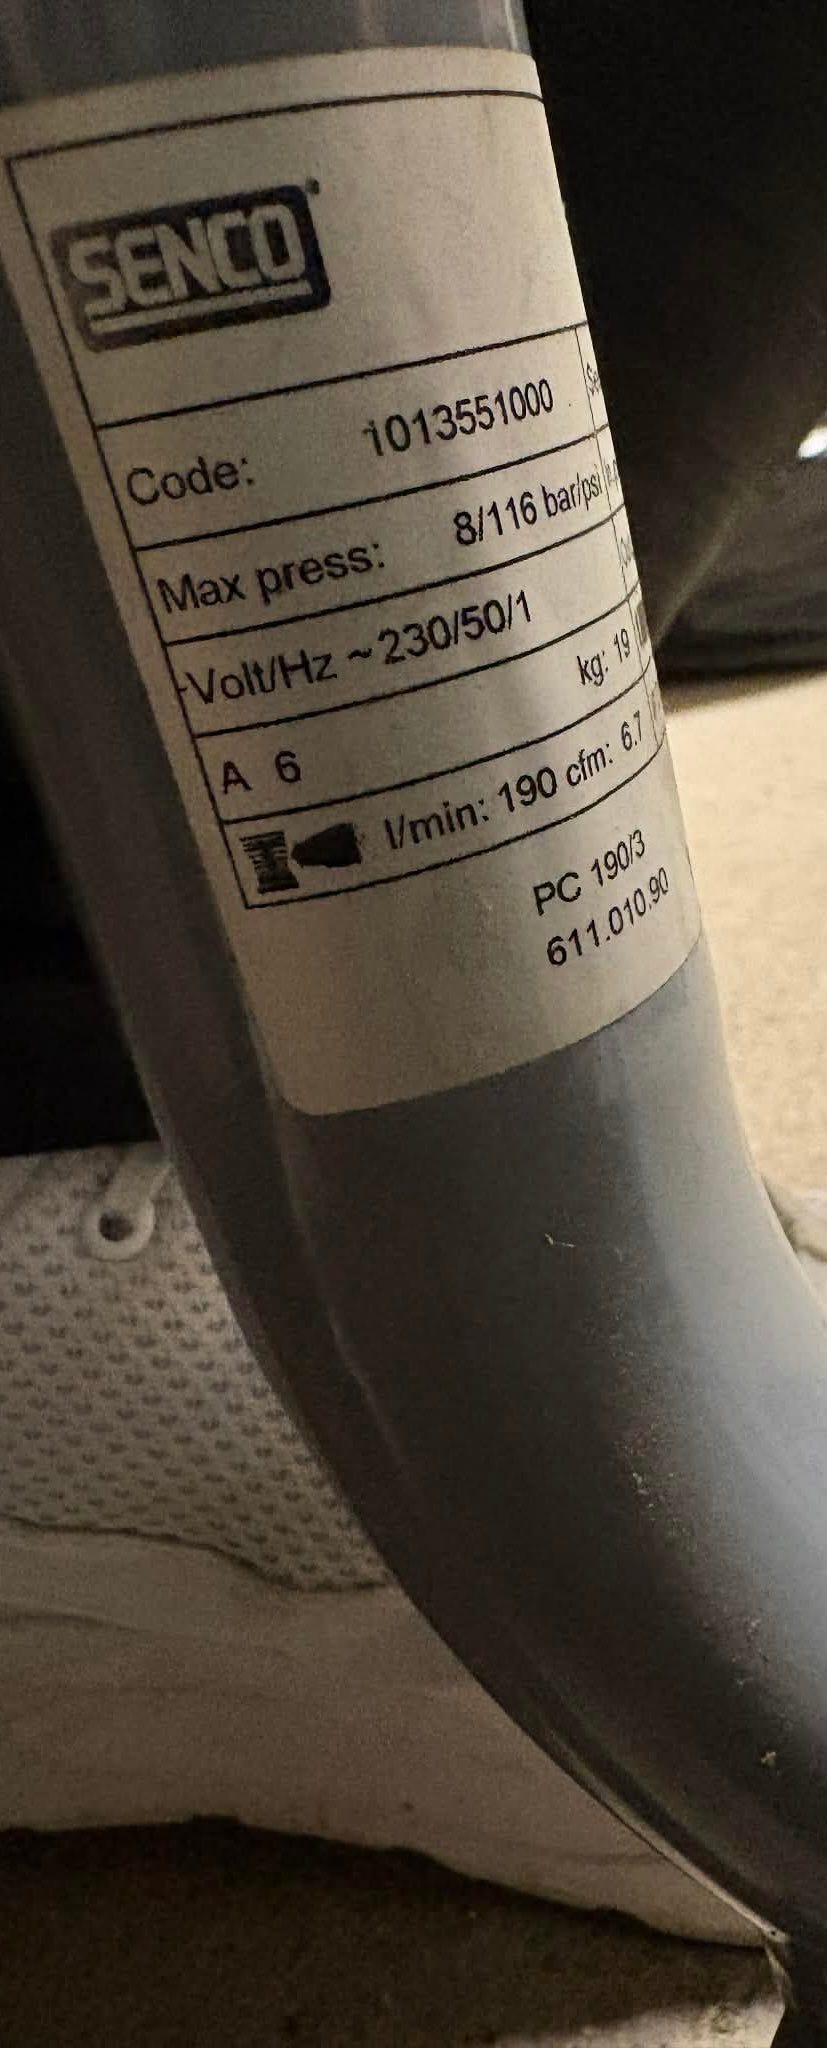 SENCO
Code: 1013551000
Max press: 8/116 bar/psi
Volt/Hz ~ 230/50/1
A 6 kg: 19
l/min: 190 cfm: 6.7
PC 190/3
611.010.90